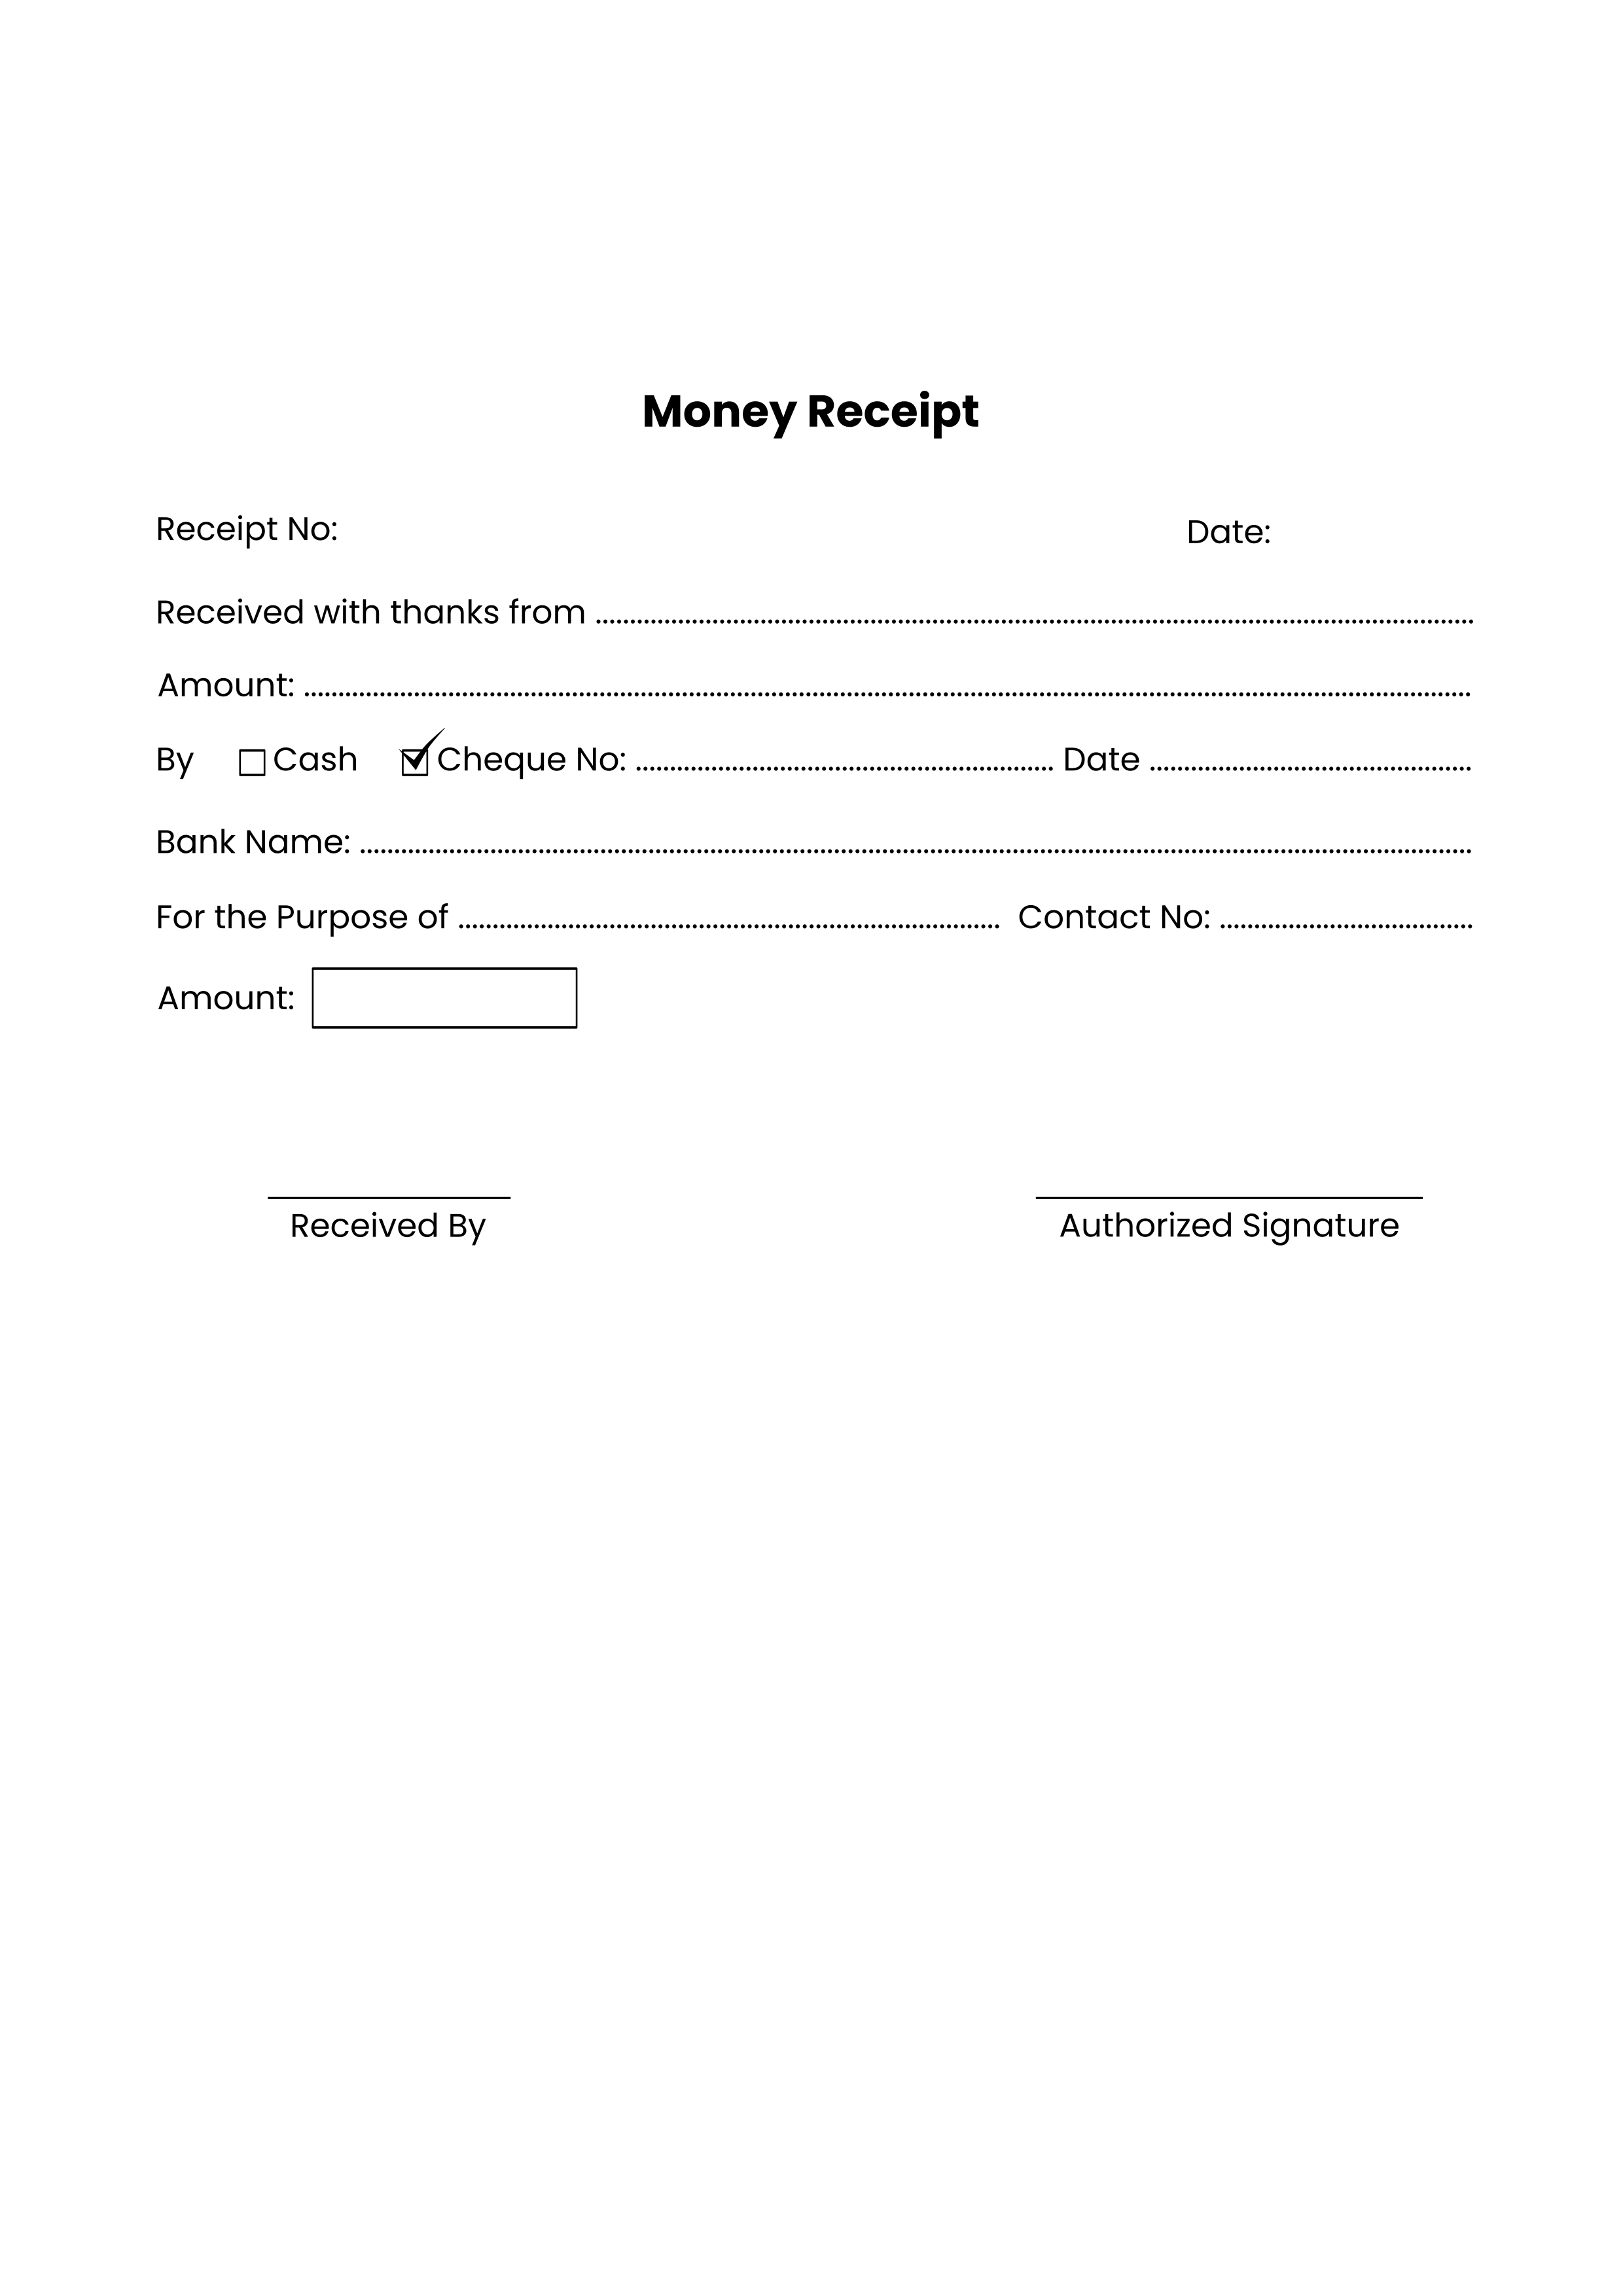 Money Receipt
Receipt No: Date:
Received with thanks from ........................................
Amount: ........................................
By ☐ Cash ☑ Cheque No: .................... Date ....................
Bank Name: ........................................
For the Purpose of .................... Contact No: ....................
Amount:
Received By Authorized Signature